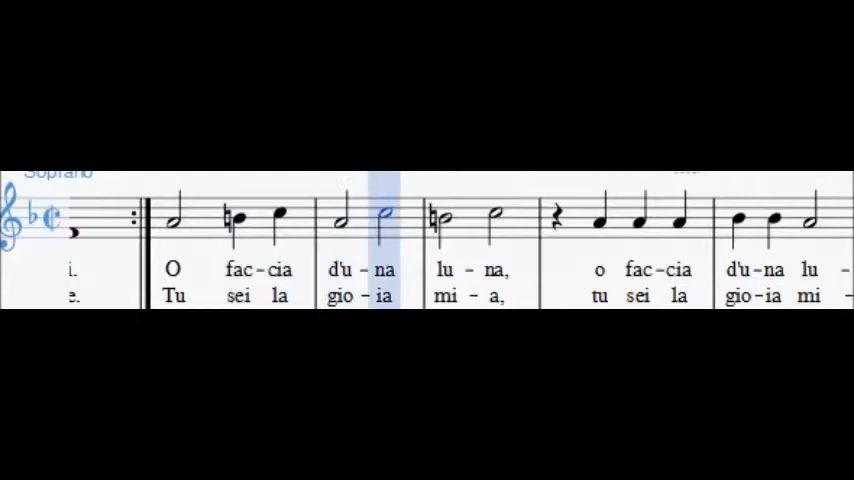 Soprano
i. O fac-cia d'u-na lu-na, o fac-cia d'u-na lu-
e. Tu sei la gio-ia mi-a, tu sei la gio-ia mi-